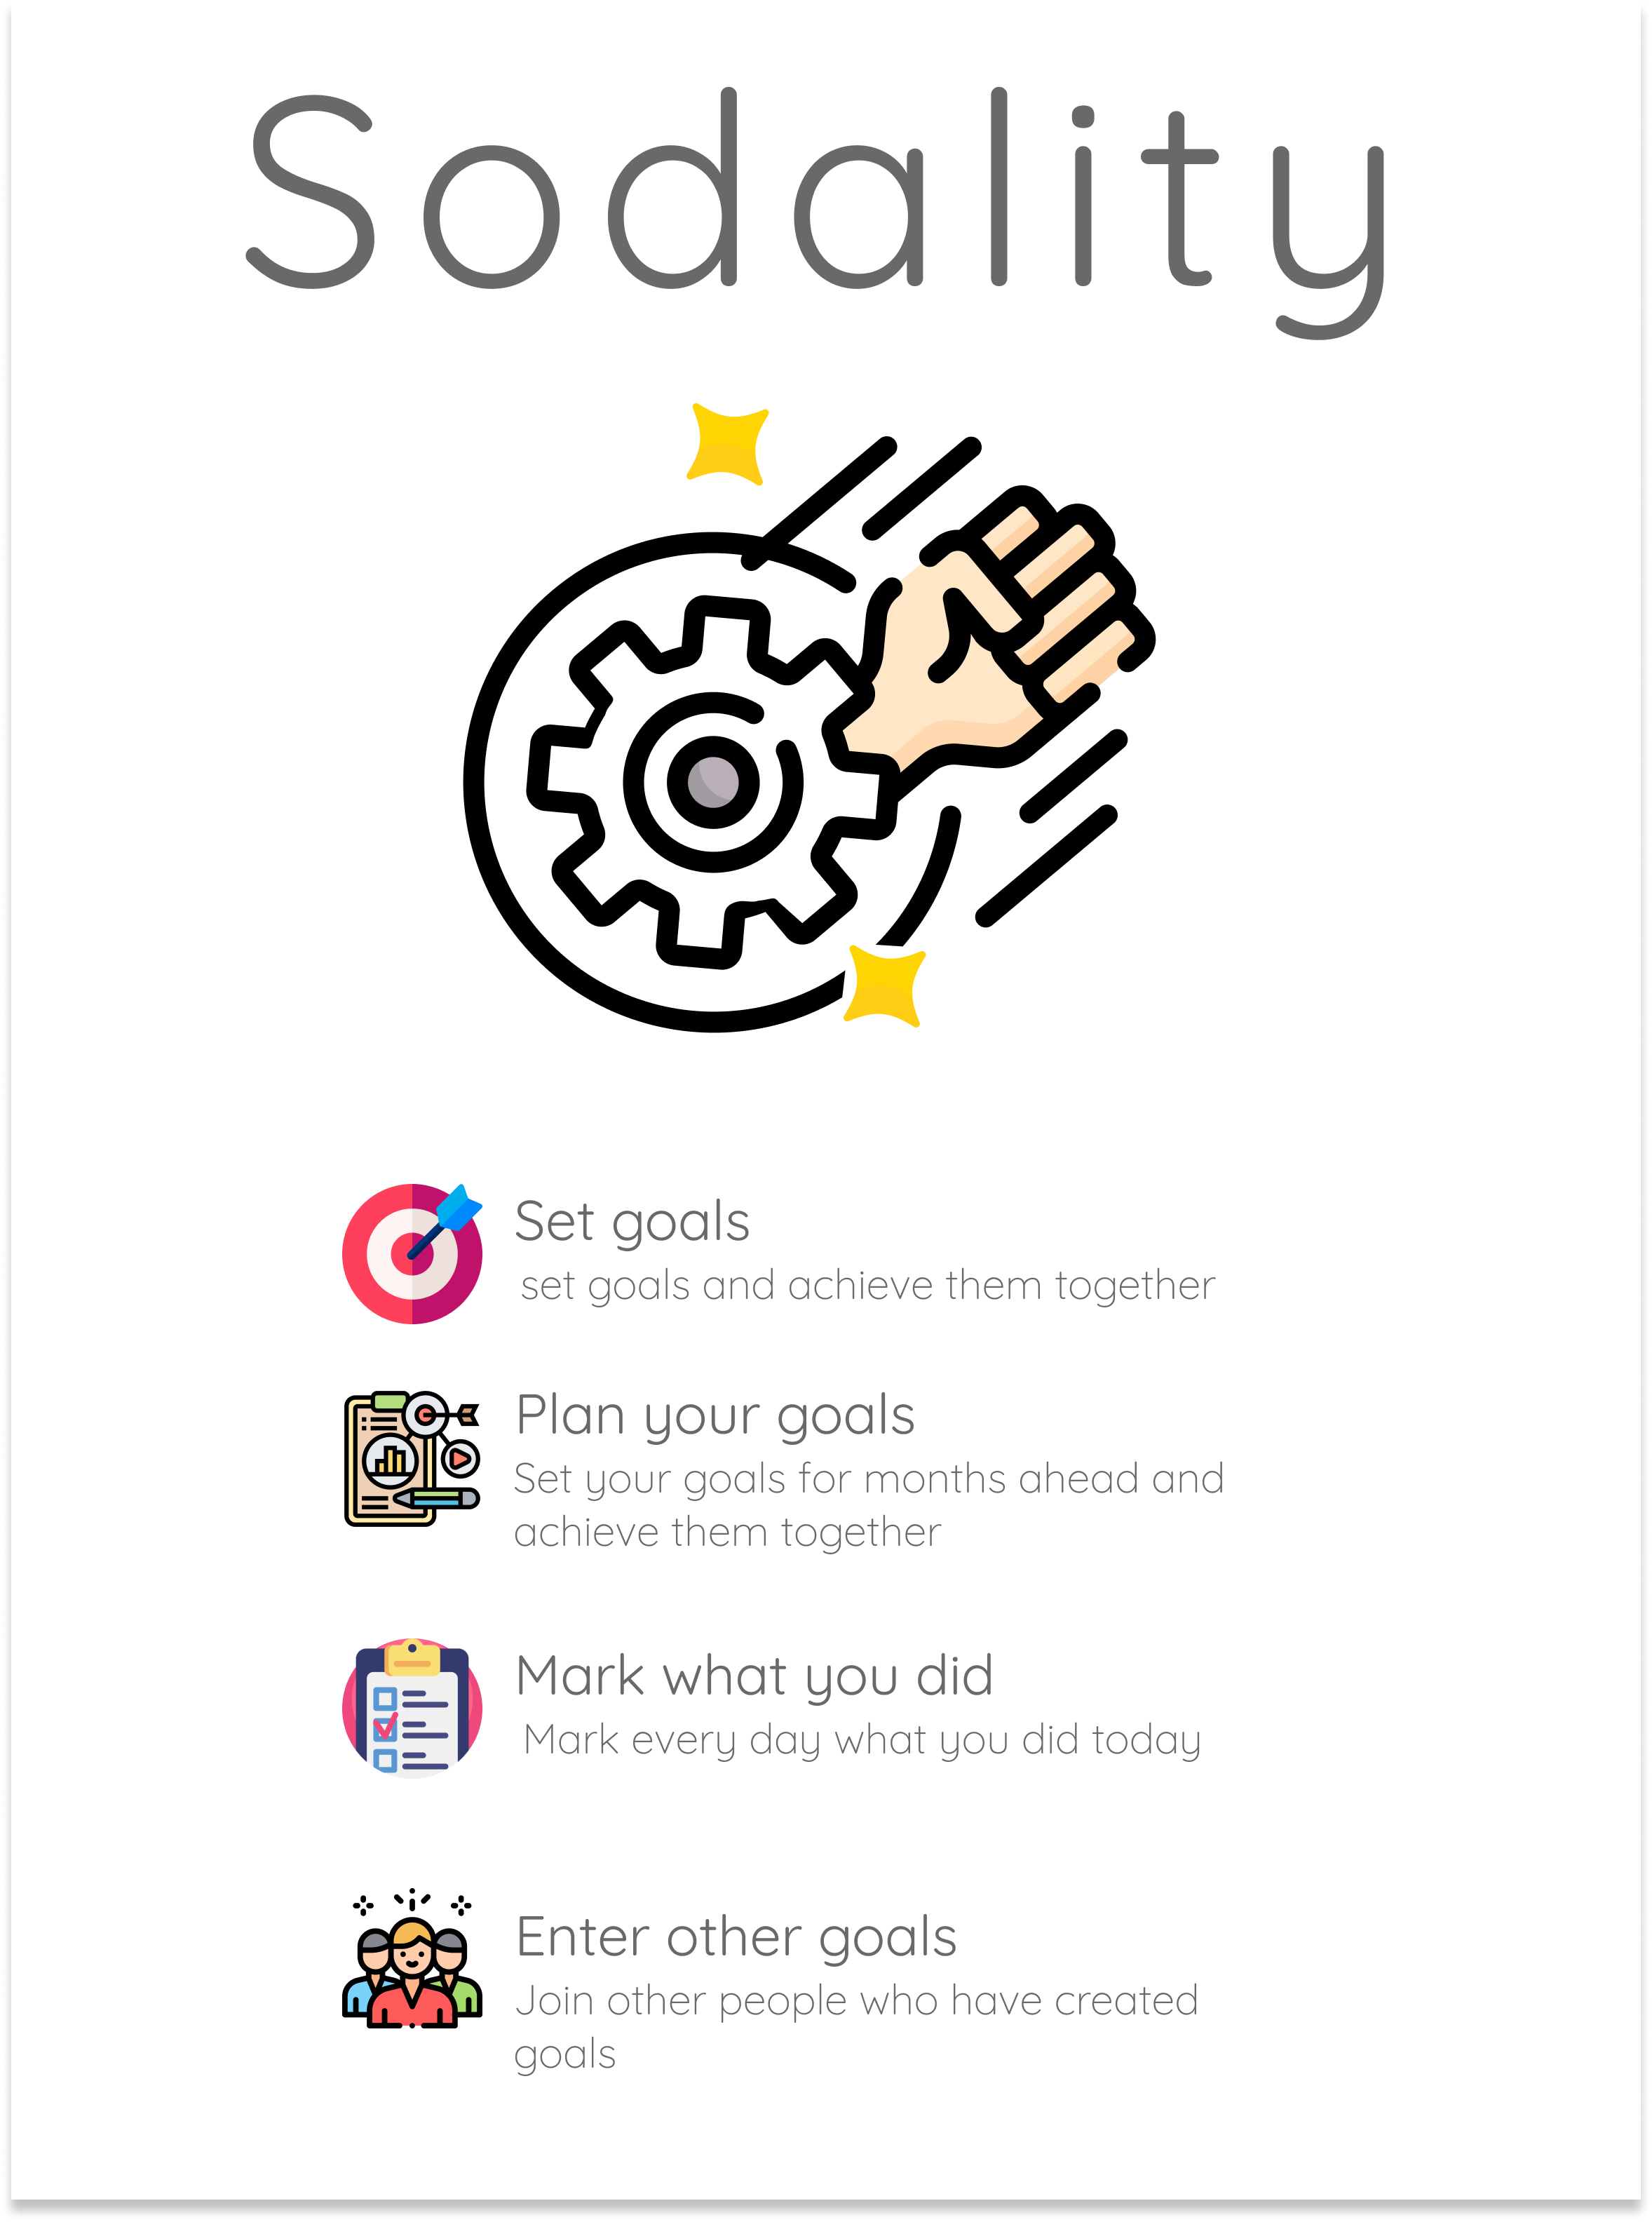 Sodality
Set goals
set goals and achieve them together
Plan your goals
Set your goals for months ahead and
achieve them together
Mark what you did
Mark every day what you did today
Enter other goals
Join other people who have created
goals